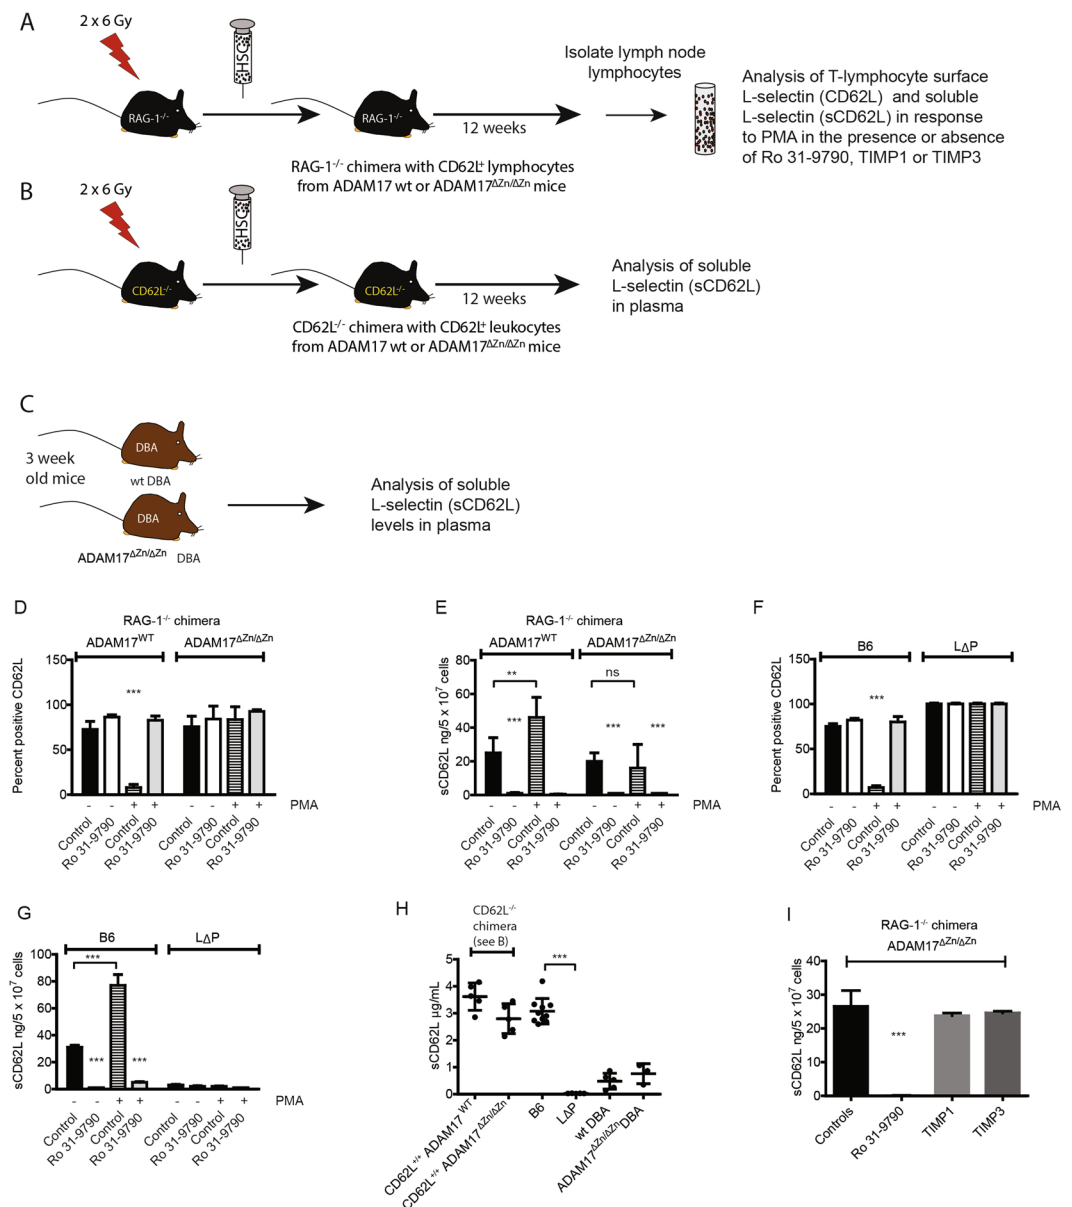 A
2 x 6 Gy
HSC
RAG-1-/-
RAG-1-/-
12 weeks
Isolate lymph node
lymphocytes
Analysis of T-lymphocyte surface
L-selectin (CD62L) and soluble
L-selectin (sCD62L) in response
to PMA in the presence or absence
of Ro 31-9790, TIMP1 or TIMP3
RAG-1-/- chimera with CD62L+ lymphocytes
from ADAM17 wt or ADAM17ΔZn/ΔZn mice
B
2 x 6 Gy
HSC
CD62L-/-
CD62L-/-
12 weeks
Analysis of soluble
L-selectin (sCD62L)
in plasma
CD62L-/- chimera with CD62L+ leukocytes
from ADAM17 wt or ADAM17ΔZn/ΔZn mice
C
3 week
old mice
DBA
wt DBA
DBA
ADAM17ΔZn/ΔZn DBA
Analysis of soluble
L-selectin (sCD62L)
levels in plasma
D
RAG-1-/- chimera
ADAM17WT ADAM17ΔZn/ΔZn
Percent positive CD62L
150
100
50
0
***
- - + + - - + + PMA
Control
Ro 31-9790
Control
Ro 31-9790
Control
Ro 31-9790
Control
Ro 31-9790
E
RAG-1-/- chimera
ADAM17WT ADAM17ΔZn/ΔZn
sCD62L ng/5 x 10⁷ cells
80
60
40
20
0
** ns
*** *** ***
- - + + - - + + PMA
Control
Ro 31-9790
Control
Ro 31-9790
Control
Ro 31-9790
Control
Ro 31-9790
F
B6 LΔP
Percent positive CD62L
150
100
50
0
***
- - + + - - + + PMA
Control
Ro 31-9790
Control
Ro 31-9790
Control
Ro 31-9790
Control
Ro 31-9790
G
B6 LΔP
sCD62L ng/5 x 10⁷ cells
100
80
60
40
20
0
***
*** ***
- - + + - - + +
Control
Ro 31-9790
Control
Ro 31-9790
Control
Ro 31-9790
Control
Ro 31-9790
H
CD62L-/-
chimera
(see B)
***
sCD62L µg/mL
5
4
3
2
1
0
CD62L+/+ ADAM17WT
CD62L+/+ ADAM17ΔZn/ΔZn
B6
LΔP
wt DBA
ADAM17ΔZn/ΔZnDBA
I
RAG-1-/- chimera
ADAM17ΔZn/ΔZn
sCD62L ng/5 x 10⁷ cells
40
30
20
10
0
***
Controls
Ro 31-9790
TIMP1
TIMP3